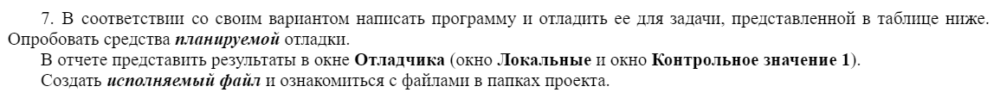 7. В соответствии со своим вариантом написать программу и отладить ее для задачи, представленной в таблице ниже.
Опробовать средства планируемой отладки.
В отчете представить результаты в окне Отладчика (окно Локальные и окно Контрольное значение 1).
Создать исполняемый файл и ознакомиться с файлами в папках проекта.